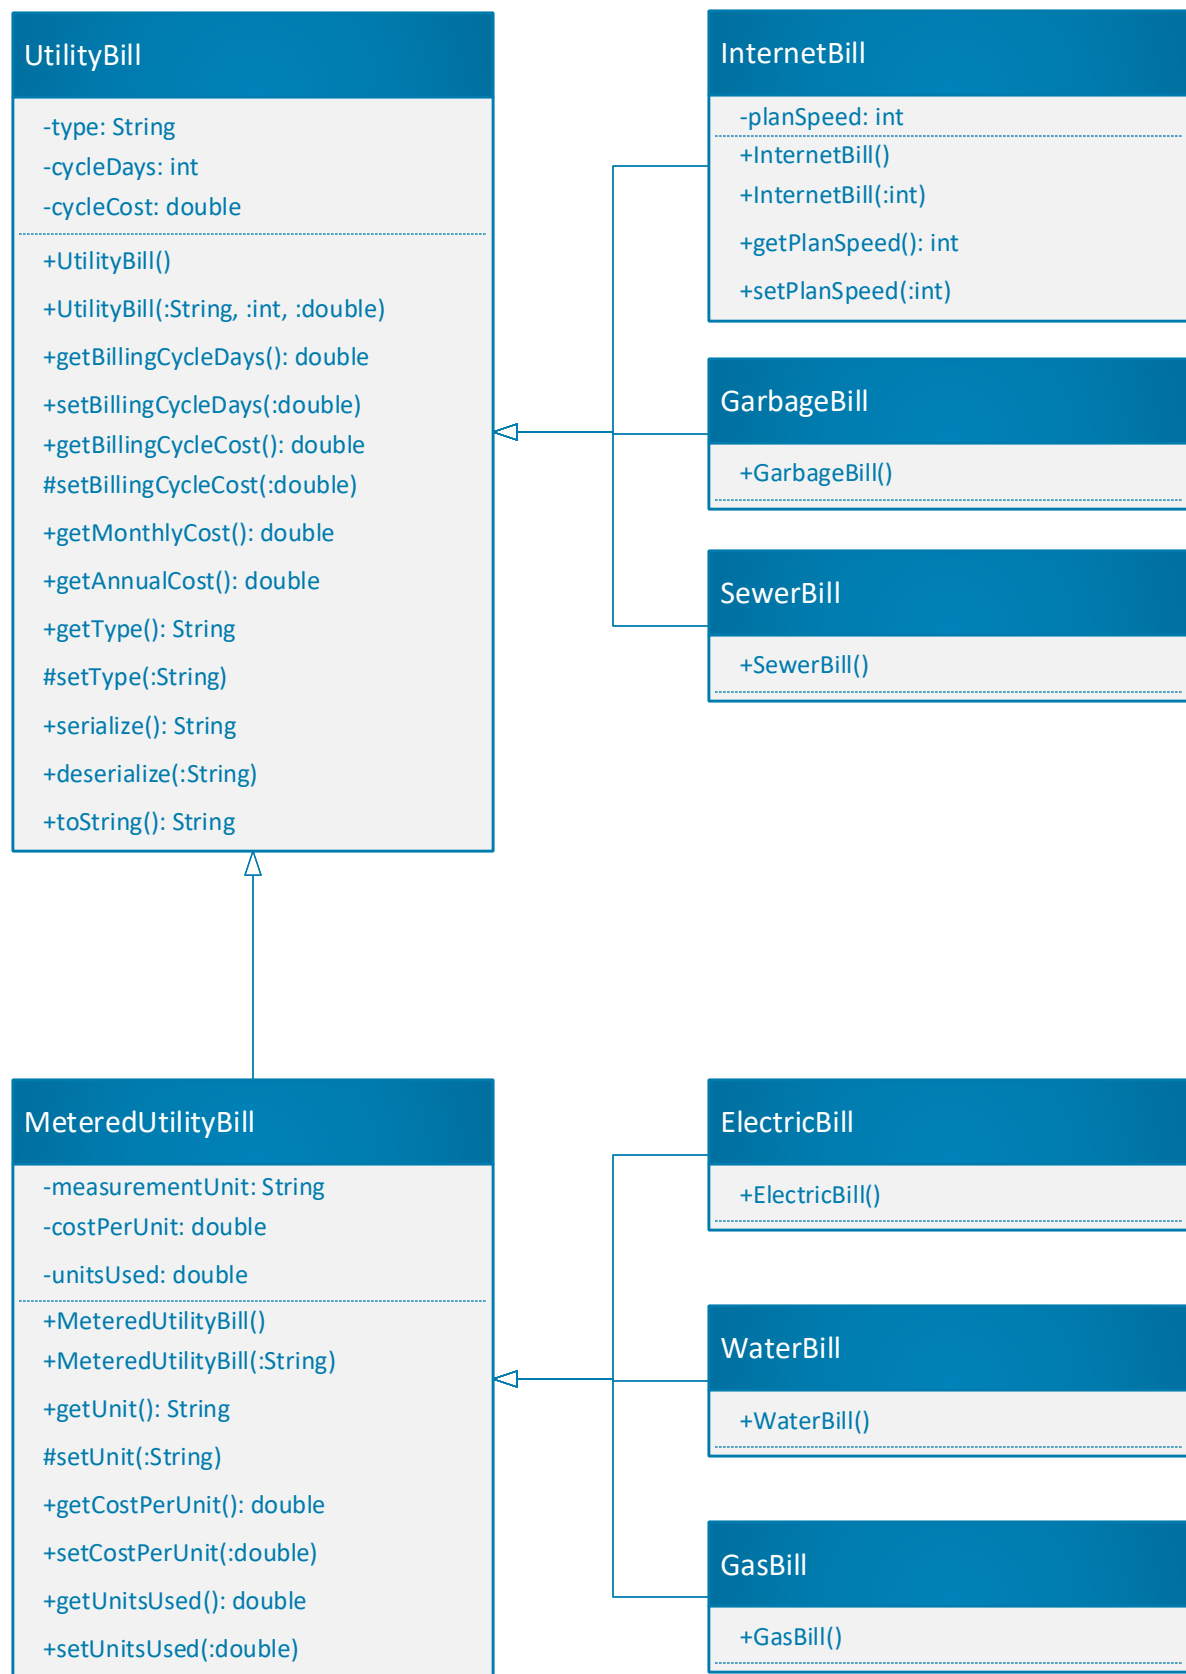 UtilityBill
-type: String
-cycleDays: int
-cycleCost: double
+UtilityBill()
+UtilityBill(:String, :int, :double)
+getBillingCycleDays(): double
+setBillingCycleDays(:double)
+getBillingCycleCost(): double
#setBillingCycleCost(:double)
+getMonthlyCost(): double
+getAnnualCost(): double
+getType(): String
#setType(:String)
+serialize(): String
+deserialize(:String)
+toString(): String
InternetBill
-planSpeed: int
+InternetBill()
+InternetBill(:int)
+getPlanSpeed(): int
+setPlanSpeed(:int)
GarbageBill
+GarbageBill()
SewerBill
+SewerBill()
MeteredUtilityBill
-measurementUnit: String
-costPerUnit: double
-unitsUsed: double
+MeteredUtilityBill()
+MeteredUtilityBill(:String)
+getUnit(): String
#setUnit(:String)
+getCostPerUnit(): double
+setCostPerUnit(:double)
+getUnitsUsed(): double
+setUnitsUsed(:double)
ElectricBill
+ElectricBill()
WaterBill
+WaterBill()
GasBill
+GasBill()